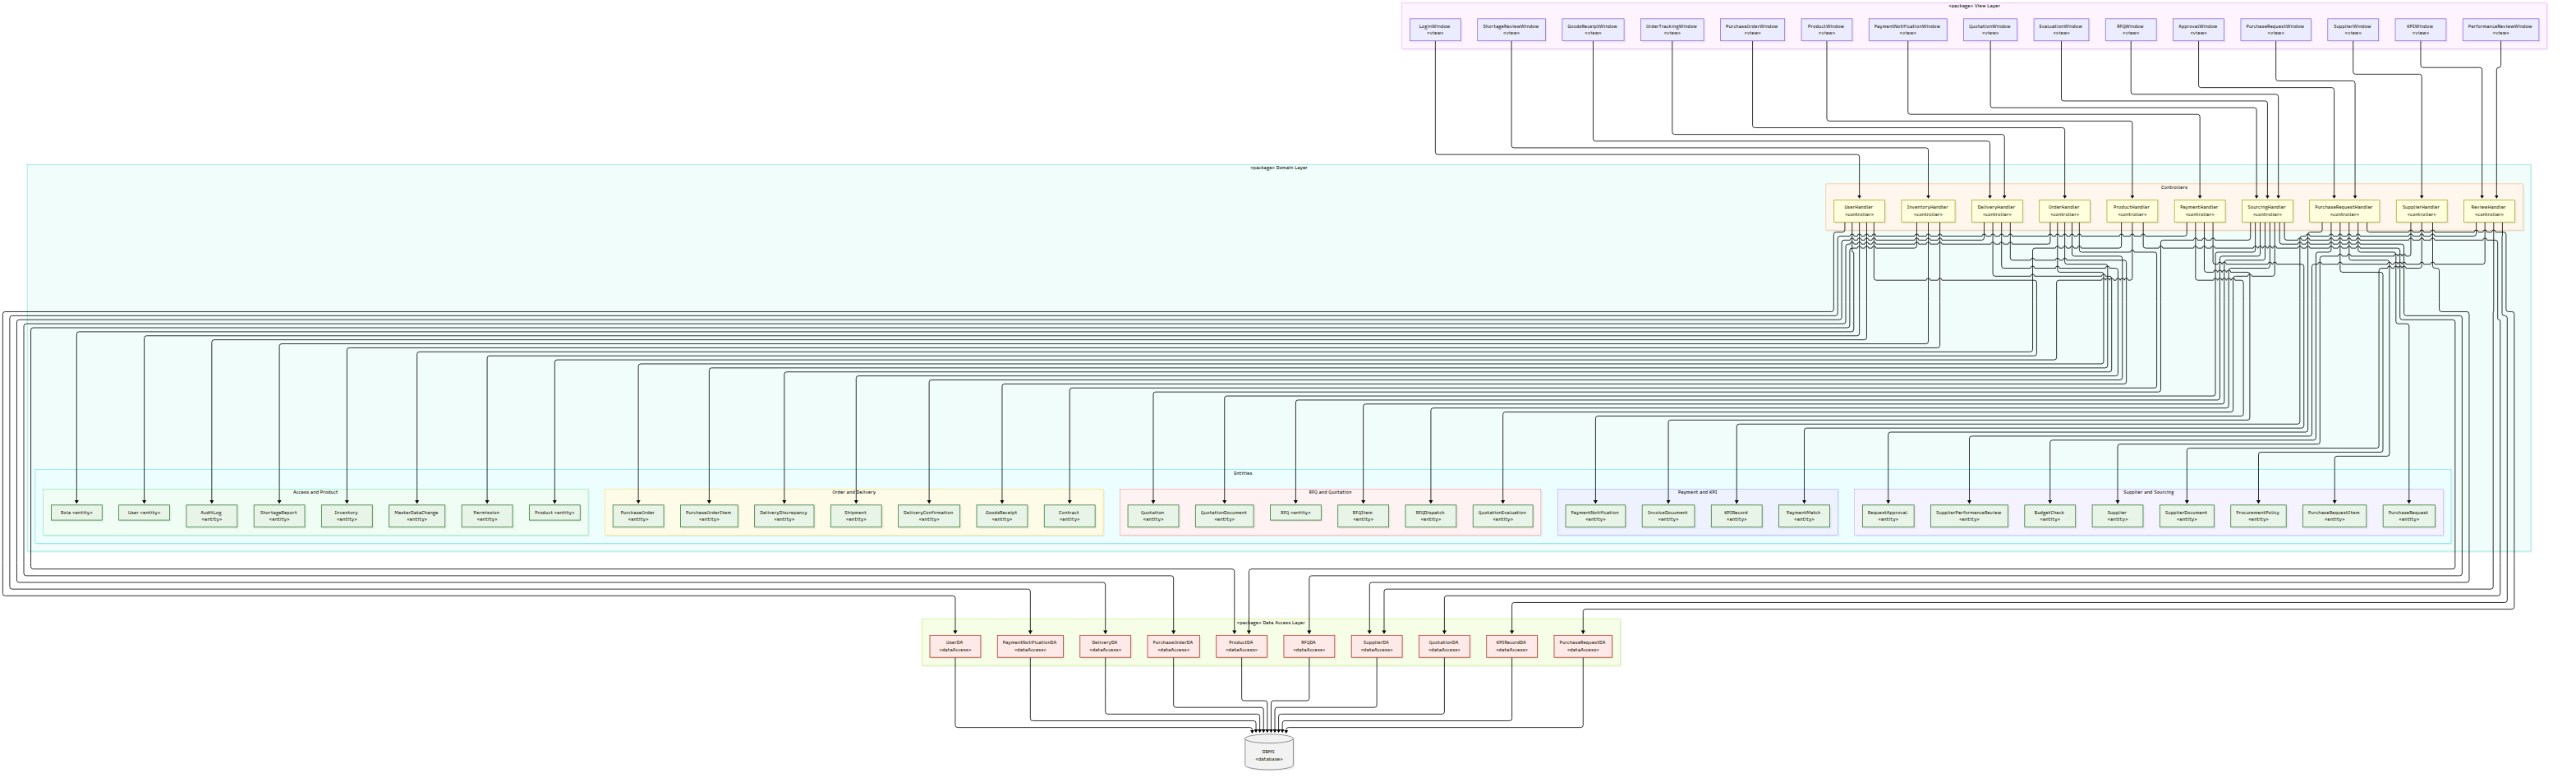 «package» View Layer
LoginWindow
«view»
ShortageReviewWindow
«view»
GoodsReceiptWindow
«view»
OrderTrackingWindow
«view»
PurchaseOrderWindow
«view»
ProductWindow
«view»
PaymentNotificationWindow
«view»
QuotationWindow
«view»
EvaluationWindow
«view»
RFQWindow
«view»
ApprovalWindow
«view»
PurchaseRequestWindow
«view»
SupplierWindow
«view»
KPIWindow
«view»
PerformanceReviewWindow
«view»
«package» Domain Layer
Controllers
UserHandler
«controller»
InventoryHandler
«controller»
DeliveryHandler
«controller»
OrderHandler
«controller»
ProductHandler
«controller»
PaymentHandler
«controller»
SourcingHandler
«controller»
PurchaseRequestHandler
«controller»
SupplierHandler
«controller»
ReviewHandler
«controller»
Entities
Access and Product
Role «entity»
User «entity»
AuditLog
«entity»
ShortageReport
«entity»
Inventory
«entity»
MasterDataChange
«entity»
Permission
«entity»
Product «entity»
Order and Delivery
PurchaseOrder
«entity»
PurchaseOrderItem
«entity»
DeliveryDiscrepancy
«entity»
Shipment
«entity»
DeliveryConfirmation
«entity»
GoodsReceipt
«entity»
Contract
«entity»
RFQ and Quotation
Quotation
«entity»
QuotationDocument
«entity»
RFQ «entity»
RFQItem
«entity»
RFQDispatch
«entity»
QuotationEvaluation
«entity»
Payment and KPI
PaymentNotification
«entity»
InvoiceDocument
«entity»
KPIRecord
«entity»
PaymentMatch
«entity»
Supplier and Sourcing
RequestApproval
«entity»
SupplierPerformanceReview
«entity»
BudgetCheck
«entity»
Supplier
«entity»
SupplierDocument
«entity»
ProcurementPolicy
«entity»
PurchaseRequestItem
«entity»
PurchaseRequest
«entity»
«package» Data Access Layer
UserDA
«dataAccess»
PaymentNotificationDA
«dataAccess»
DeliveryDA
«dataAccess»
PurchaseOrderDA
«dataAccess»
ProductDA
«dataAccess»
RFQDA
«dataAccess»
SupplierDA
«dataAccess»
QuotationDA
«dataAccess»
KPIRecordDA
«dataAccess»
PurchaseRequestDA
«dataAccess»
DBMS
«database»